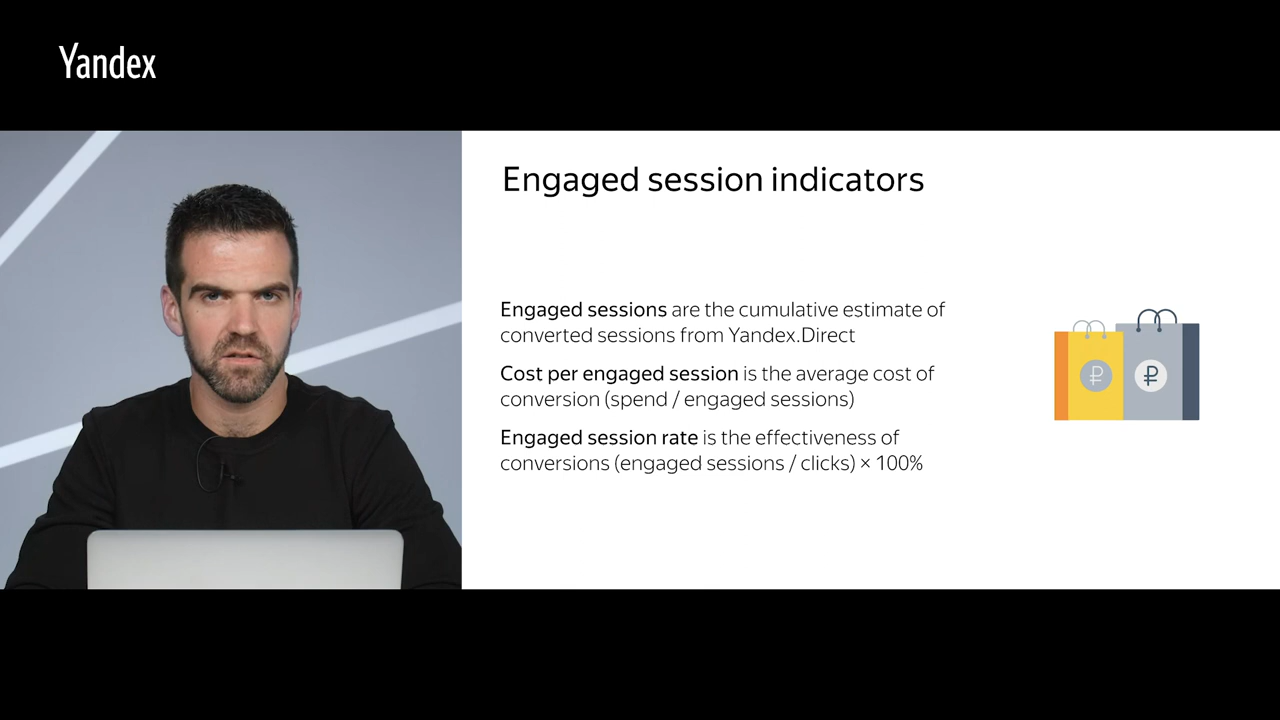 Yandex
Engaged session indicators
Engaged sessions are the cumulative estimate of
converted sessions from Yandex.Direct
Cost per engaged session is the average cost of
conversion (spend / engaged sessions)
Engaged session rate is the effectiveness of
conversions (engaged sessions / clicks) × 100%
₽ ₽